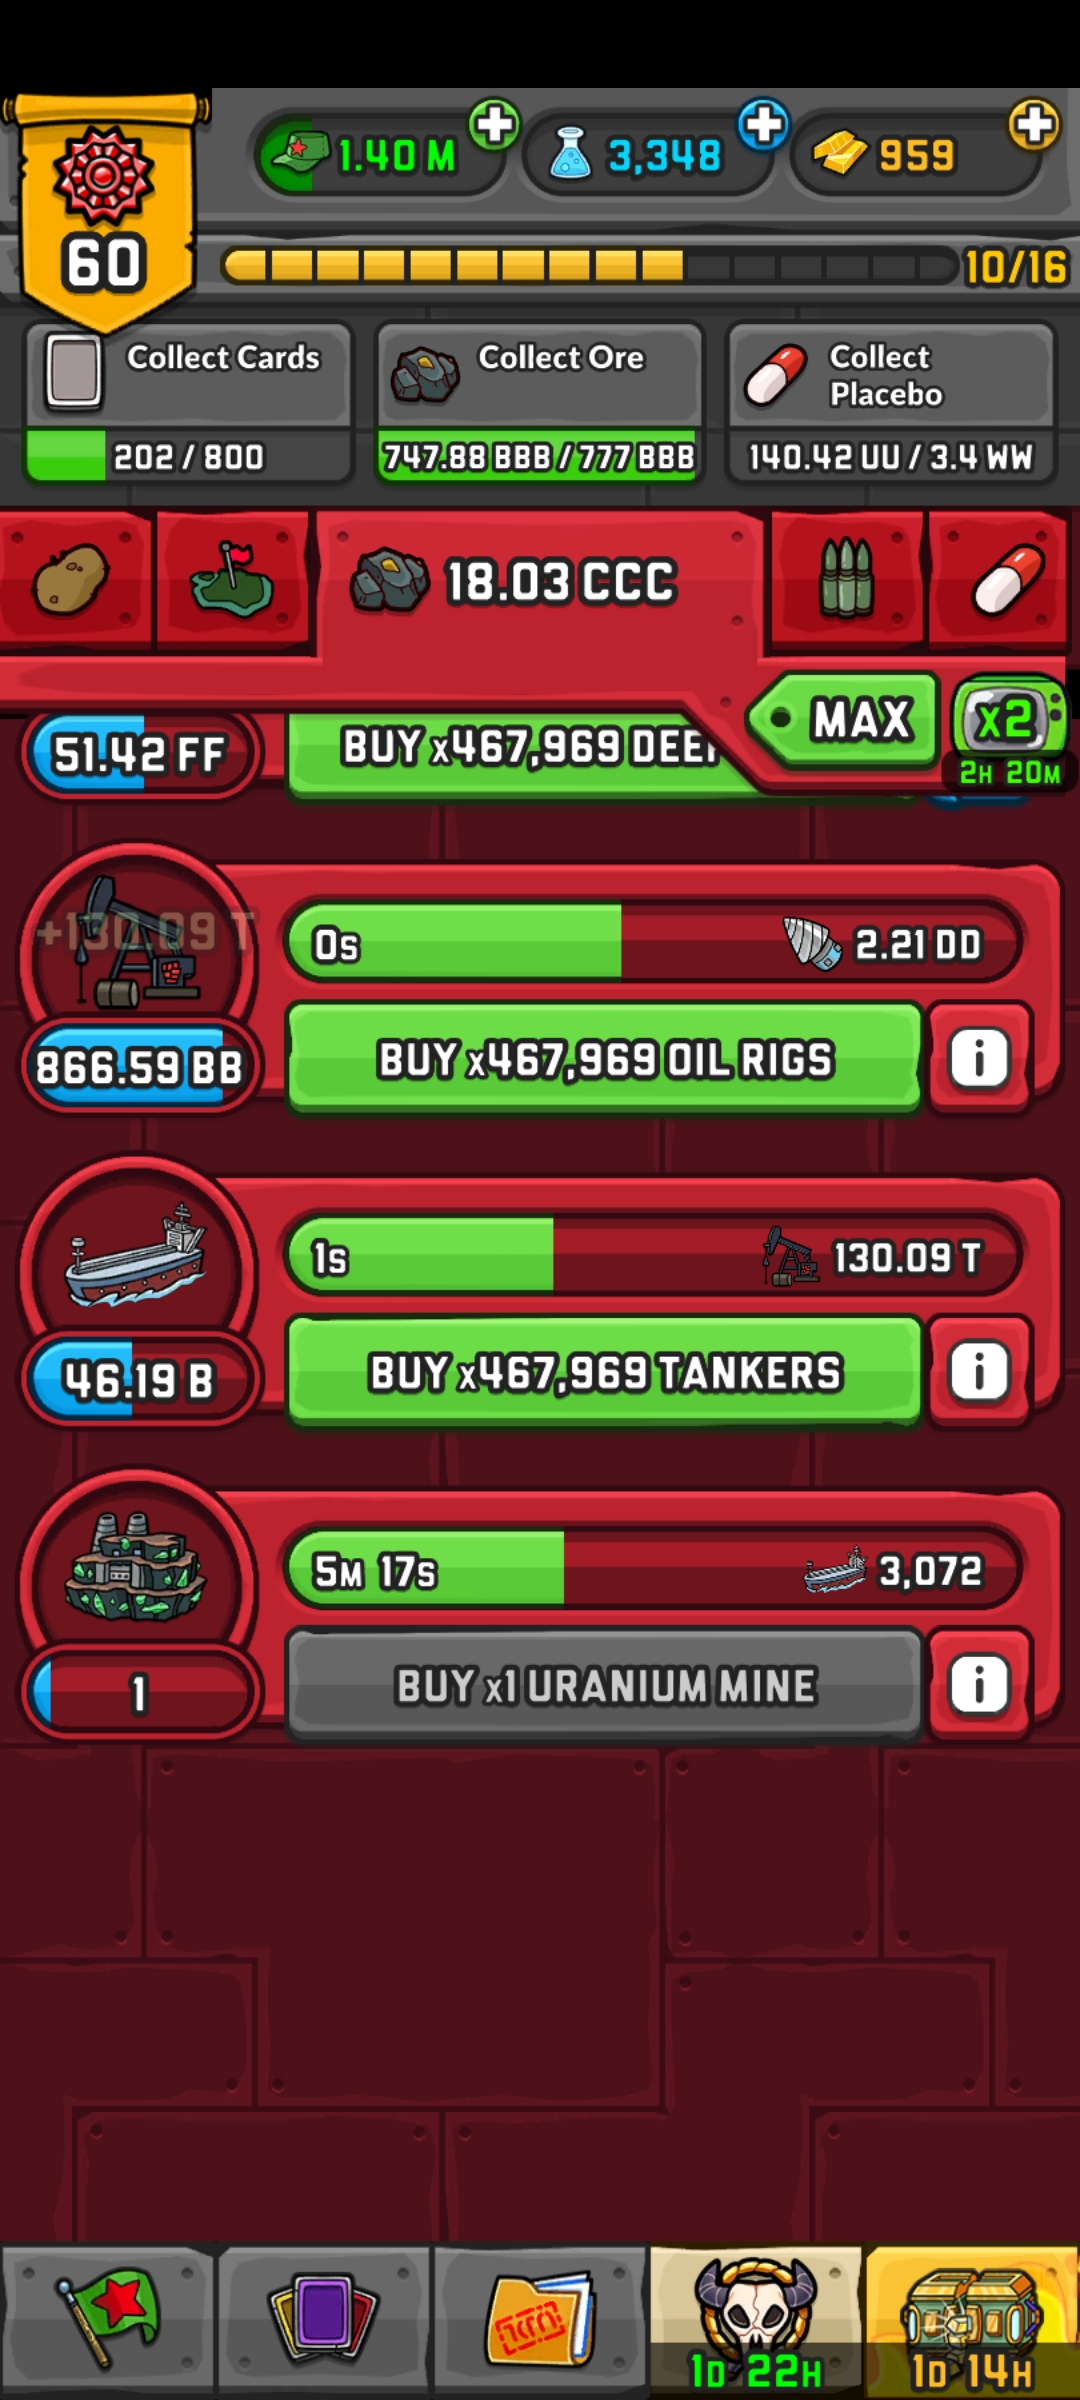 1.40 M
3,348
959
60
10/16
Collect Cards
202 / 800
Collect Ore
747.88 BBB / 777 BBB
Collect
Placebo
140.42 UU / 3.4 WW
18.03 CCC
MAX
x2
2H 20M
51.42 FF
BUY x467,969
+130.09 T
0s
2.21 DD
866.59 BB
BUY x467,969 OIL RIGS
i
1s
130.09 T
46.19 B
BUY x467,969 TANKERS
i
5M 17s
3,072
1
BUY x1 URANIUM MINE
i
1D 22H
1D 14H